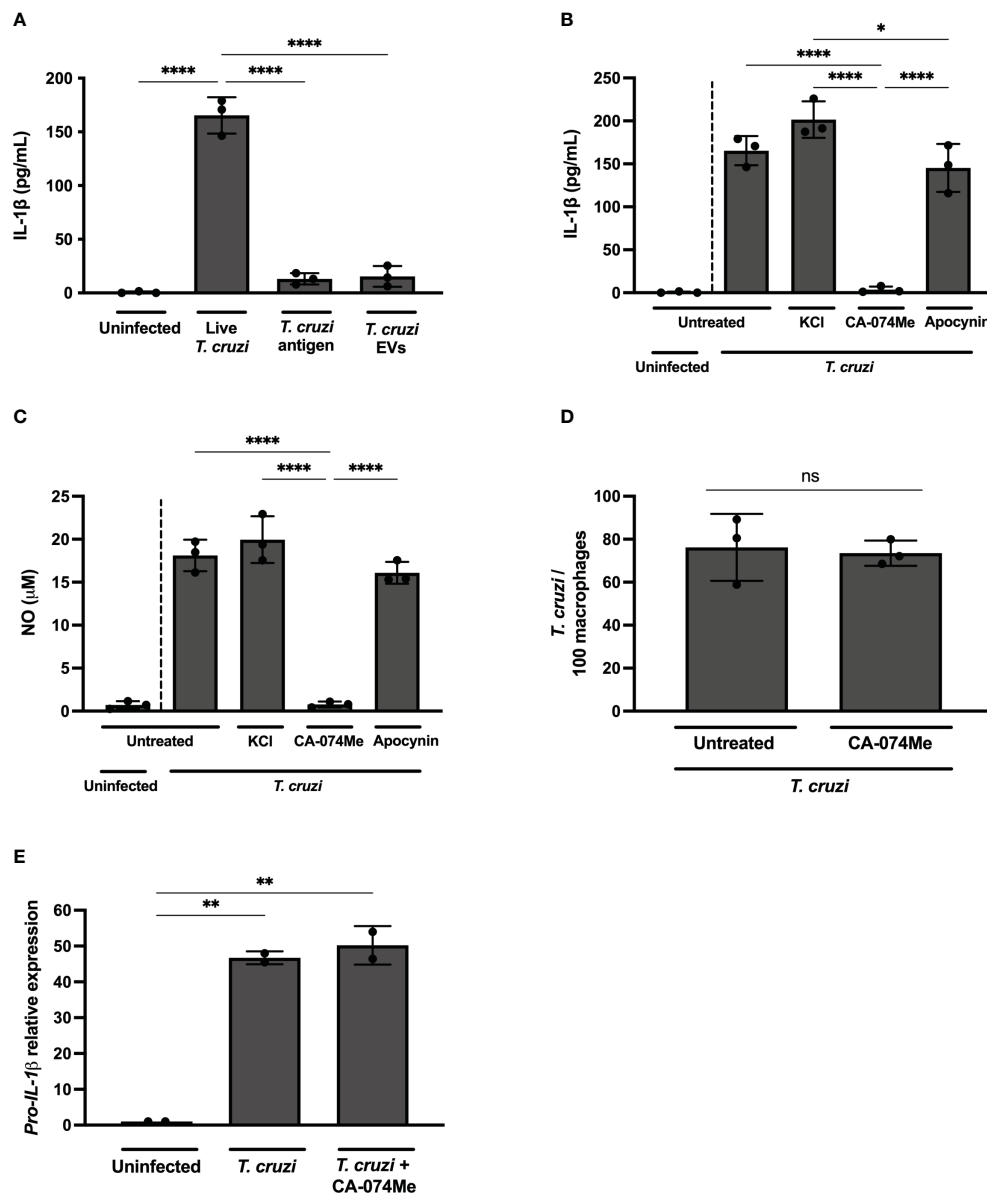 A
****
**** ****
200
150
100
50
0
IL-1β (pg/mL)
Uninfected Live T. cruzi T. cruzi
T. cruzi antigen EVs
B
*
****
**** ****
250
200
150
100
50
0
IL-1β (pg/mL)
Untreated KCl CA-074Me Apocynin
Uninfected T. cruzi
C
****
**** ****
25
20
15
10
5
0
NO (μM)
Untreated KCl CA-074Me Apocynin
Uninfected T. cruzi
D
ns
100
80
60
40
20
0
T. cruzi /
100 macrophages
Untreated CA-074Me
T. cruzi
E
**
**
60
50
40
30
20
10
0
Pro-IL-1β relative expression
Uninfected T. cruzi T. cruzi +
CA-074Me